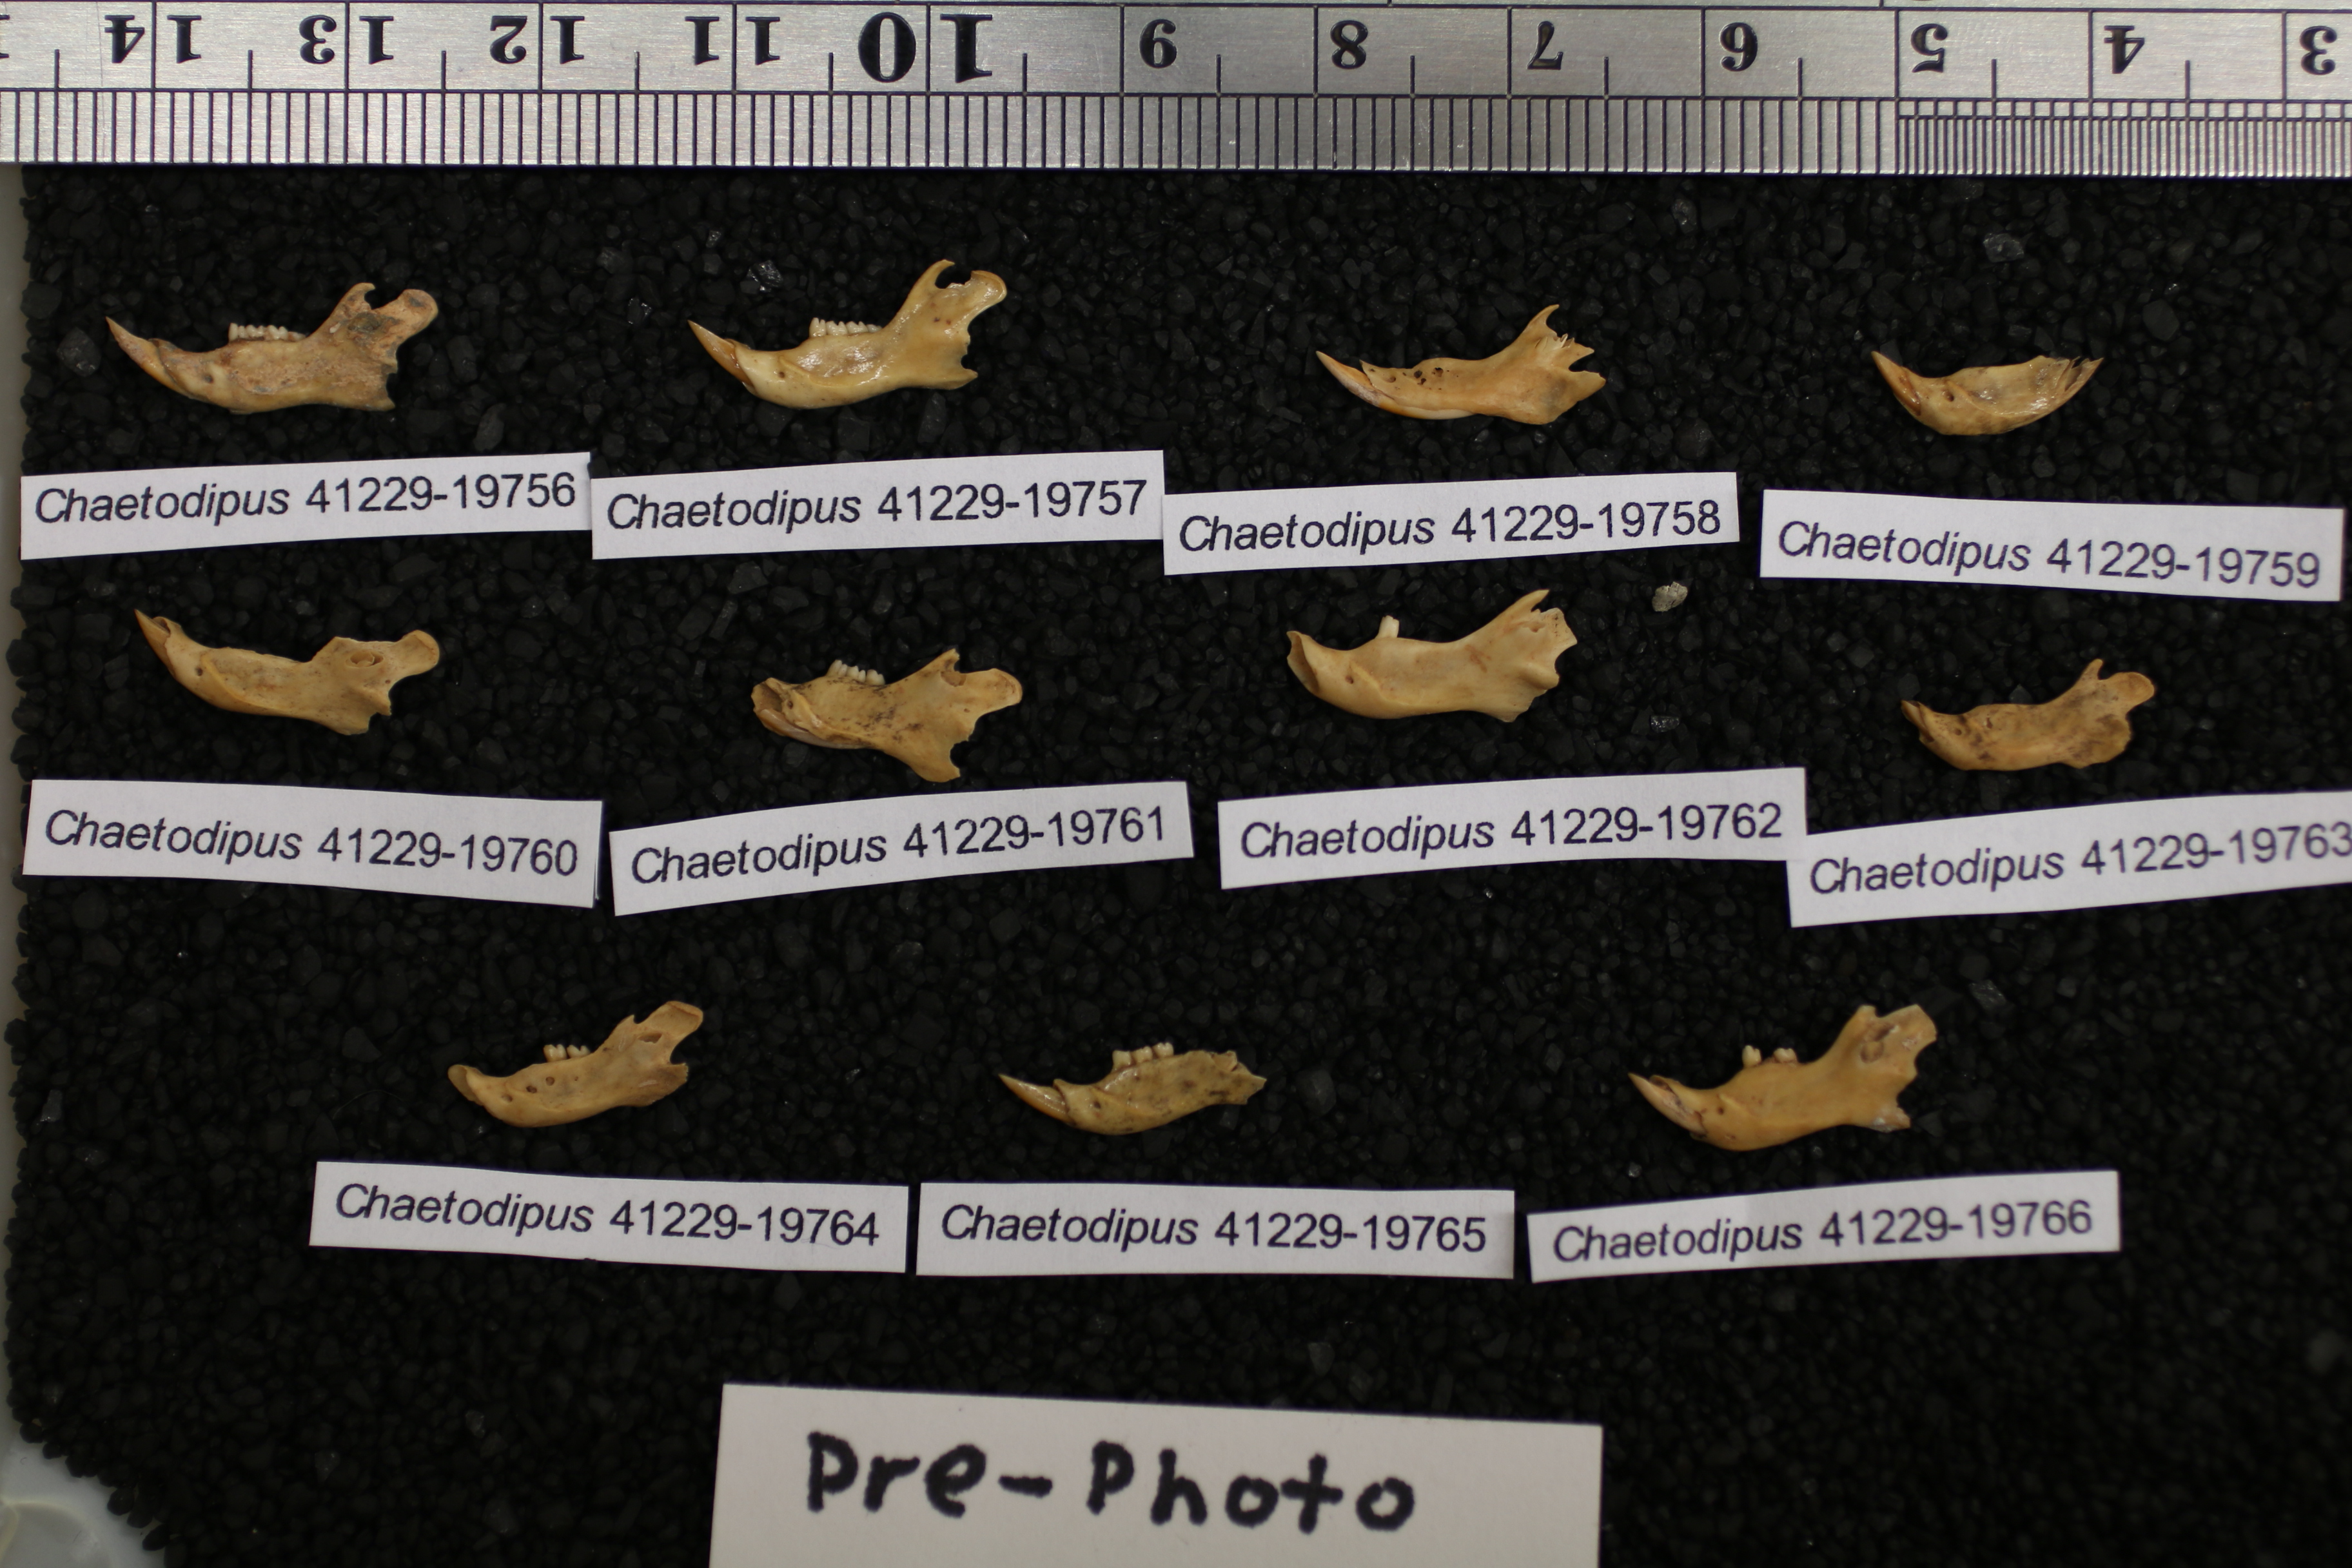 14 13 12 11 10 9 8 7 6 5 4 3
Chaetodipus 41229-19756
Chaetodipus 41229-19757
Chaetodipus 41229-19758
Chaetodipus 41229-19759
Chaetodipus 41229-19760
Chaetodipus 41229-19761
Chaetodipus 41229-19762
Chaetodipus 41229-19763
Chaetodipus 41229-19764
Chaetodipus 41229-19765
Chaetodipus 41229-19766
Pre-Photo